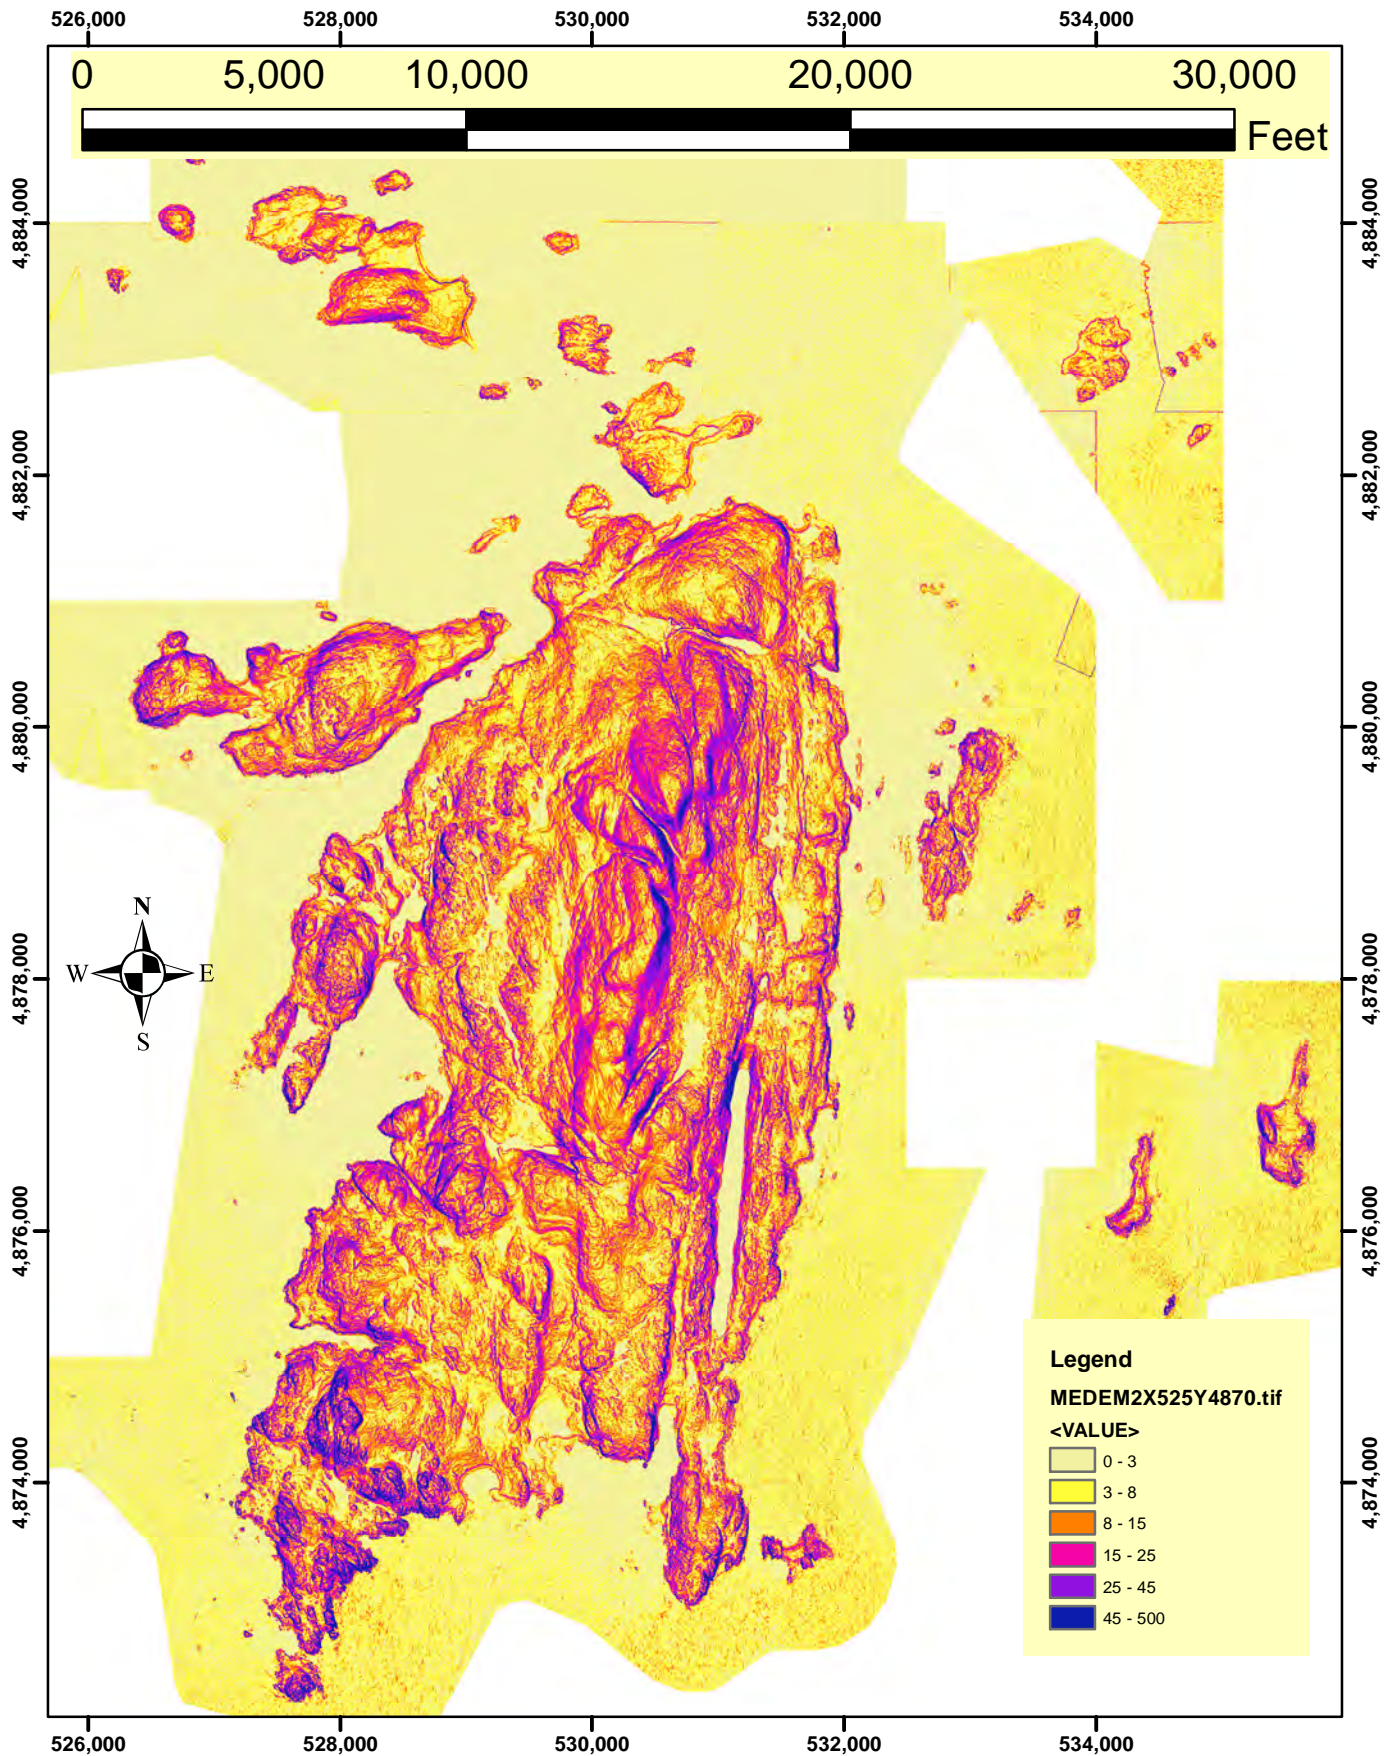 526,000 528,000 530,000 532,000 534,000
0 5,000 10,000 20,000 30,000
Feet
4,884,000 4,884,000
4,882,000 4,882,000
4,880,000 4,880,000
N
W E
S
4,878,000 4,878,000
4,876,000 4,876,000
Legend
MEDEM2X525Y4870.tif
<VALUE>
0 - 3
3 - 8
8 - 15
15 - 25
25 - 45
45 - 500
4,874,000 4,874,000
526,000 528,000 530,000 532,000 534,000